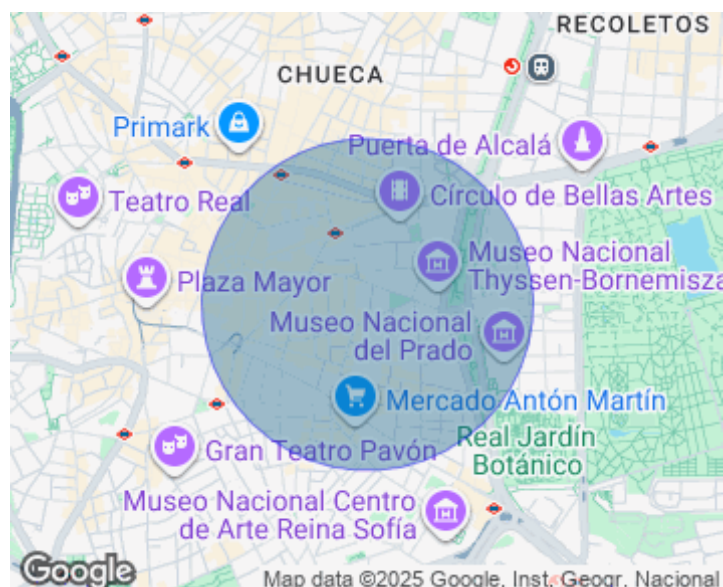 RECOLETOS
CHUECA
Primark
Puerta de Alcalá
Teatro Real
Círculo de Bellas Artes
Museo Nacional
Thyssen-Bornemisza
Plaza Mayor
Museo Nacional
del Prado
Mercado Antón Martín
Gran Teatro Pavón
Real Jardín
Botánico
Museo Nacional Centro
de Arte Reina Sofía
Google
Map data ©2025 Google, Inst. Geogr. Nacional